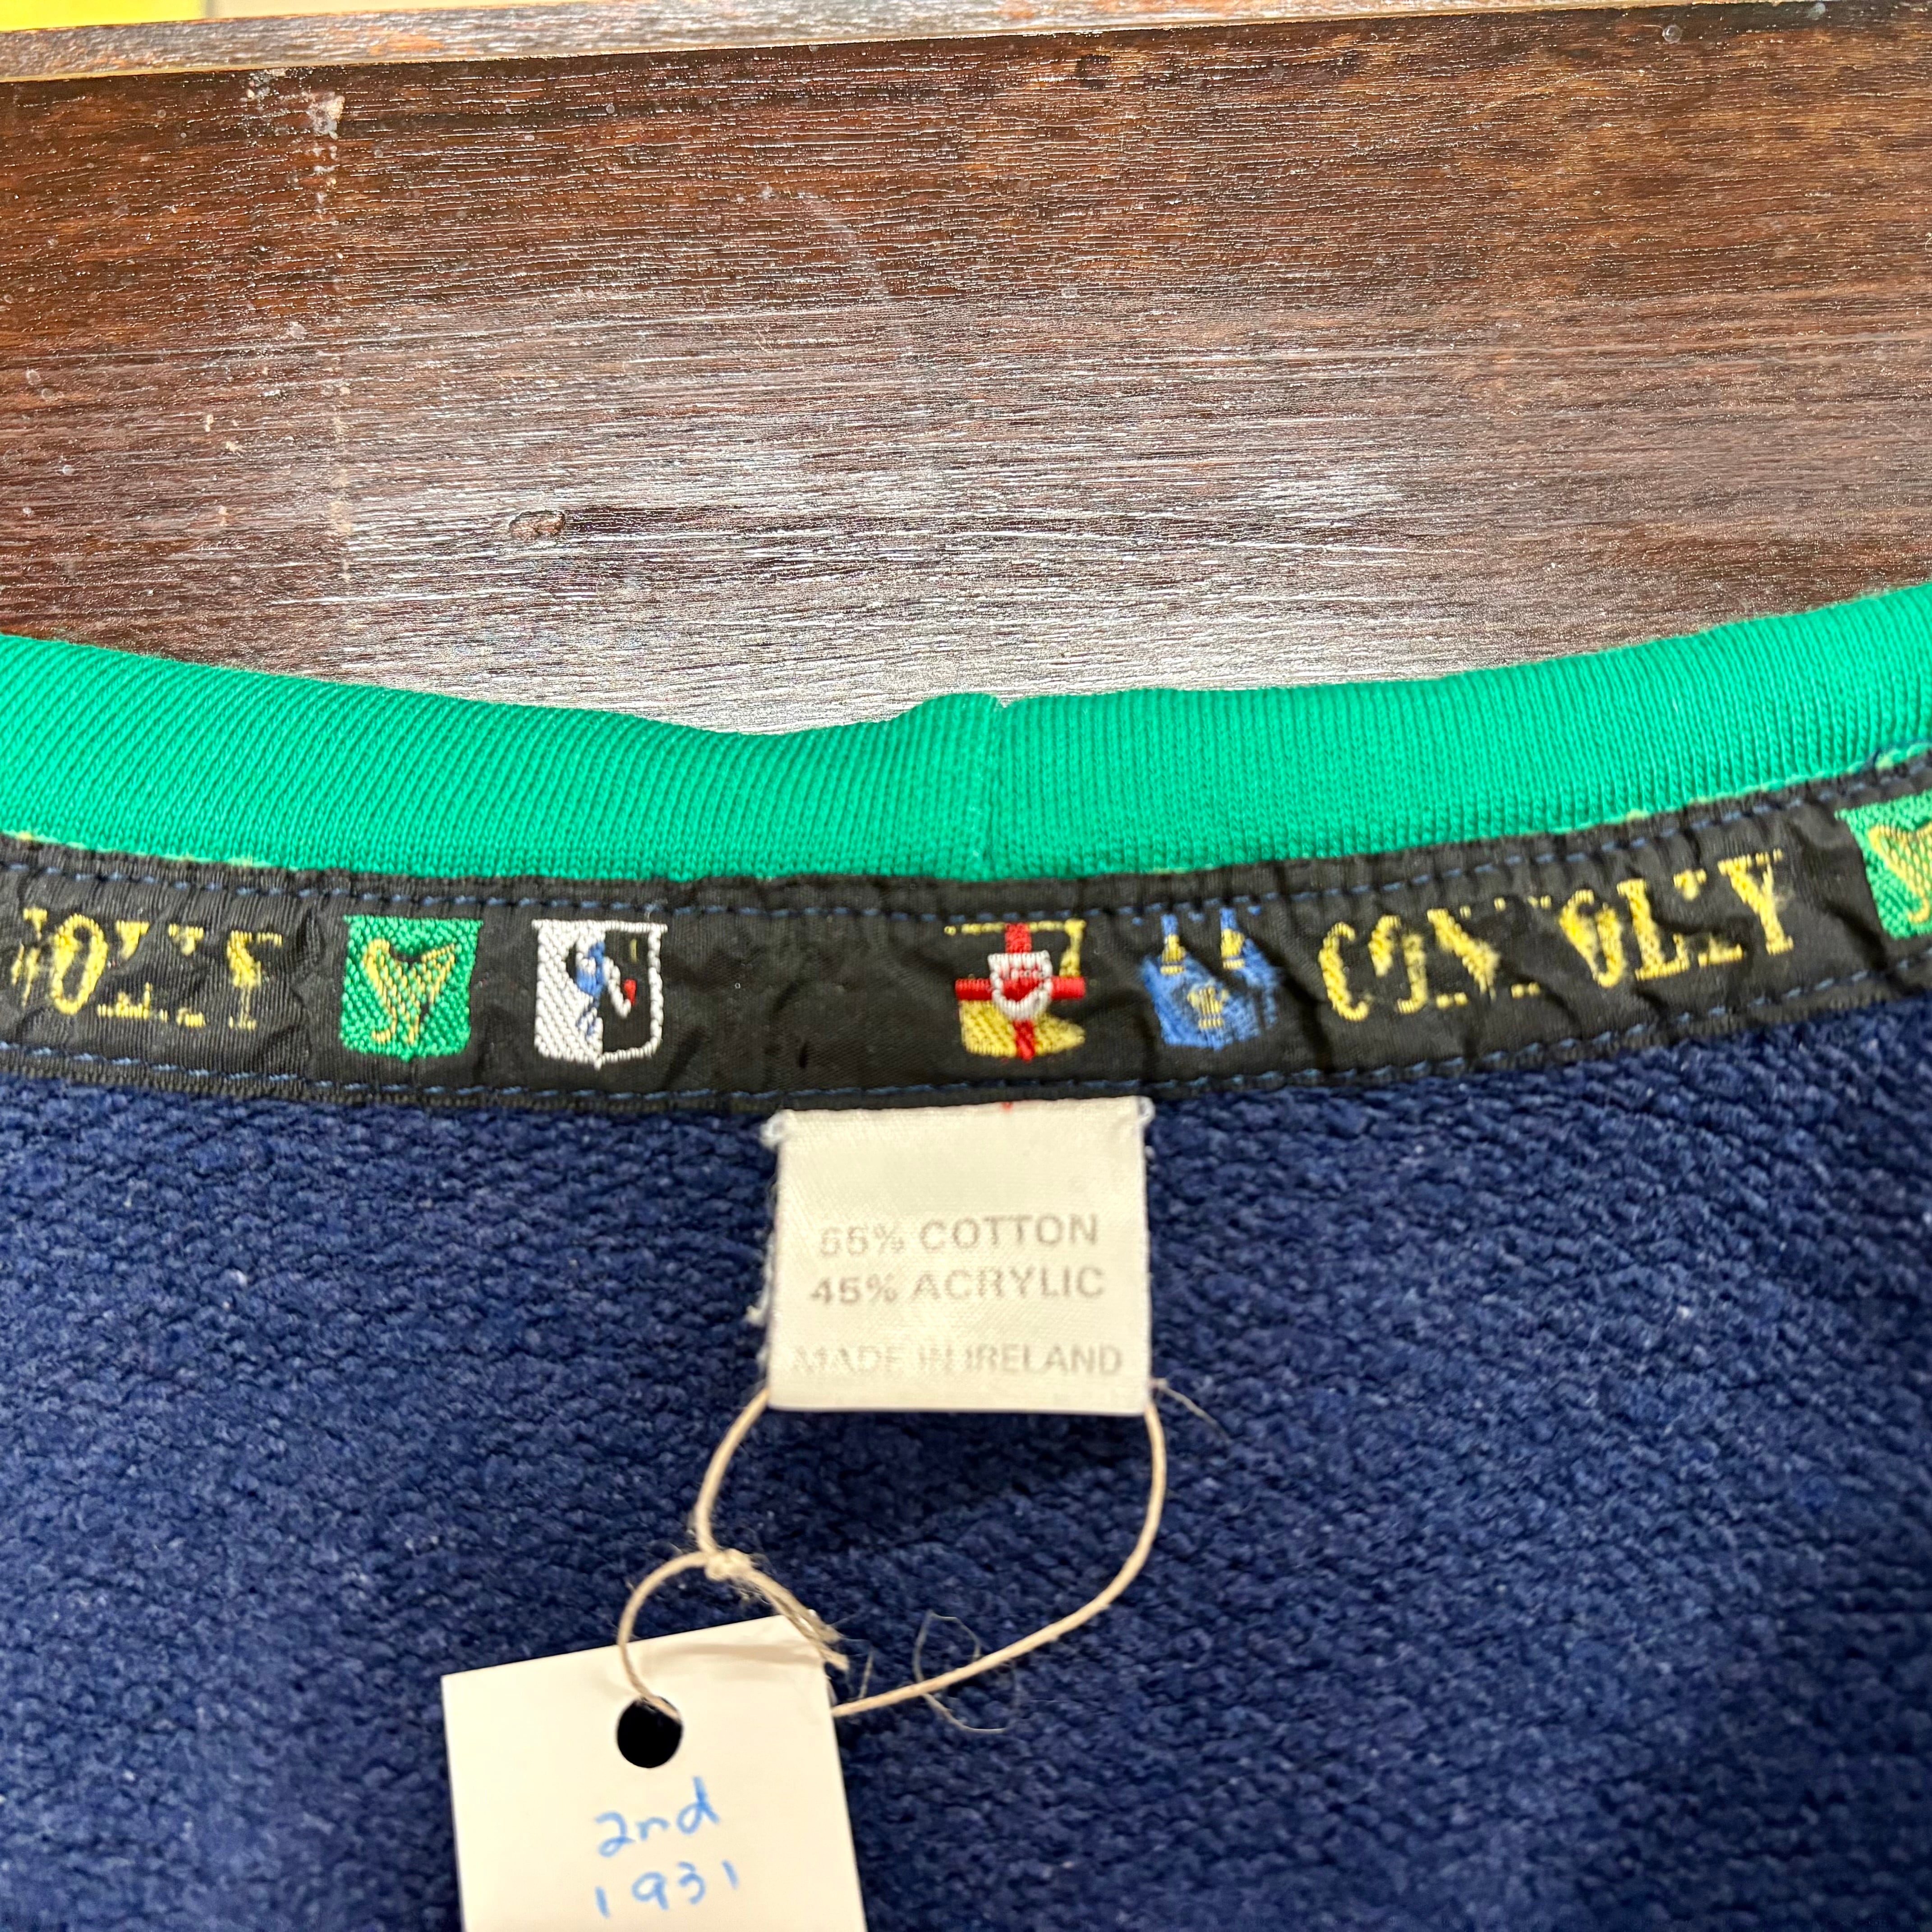 CONNOLLY
55% COTTON
45% ACRYLIC
MADE IN IRELAND
2nd
1931